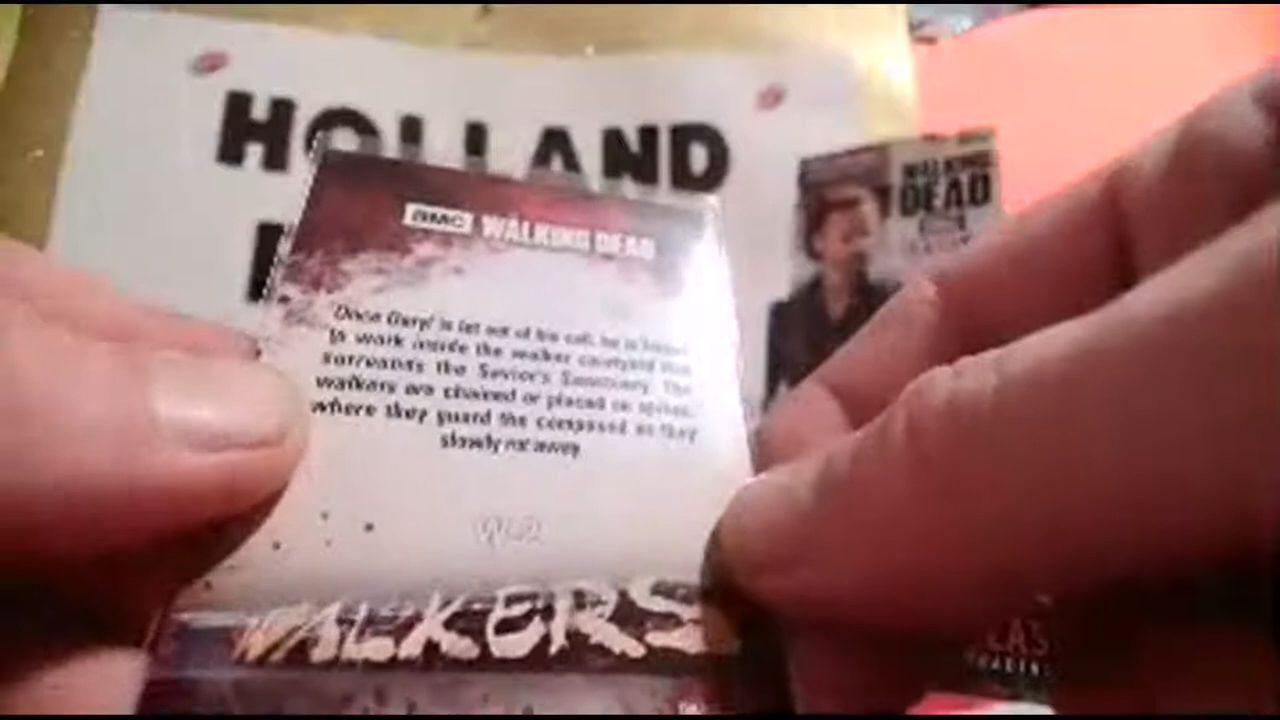 HOLLAND
AMC WALKING DEAD
WALKING
DEAD
Once Daryl is let out of his cell, he is
to work inside the walker courtyard that
surrounds the Savior's Sanctuary. The
walkers are chained or placed on spikes,
where they guard the compound as they
slowly rot away.
W-2
WALKERS